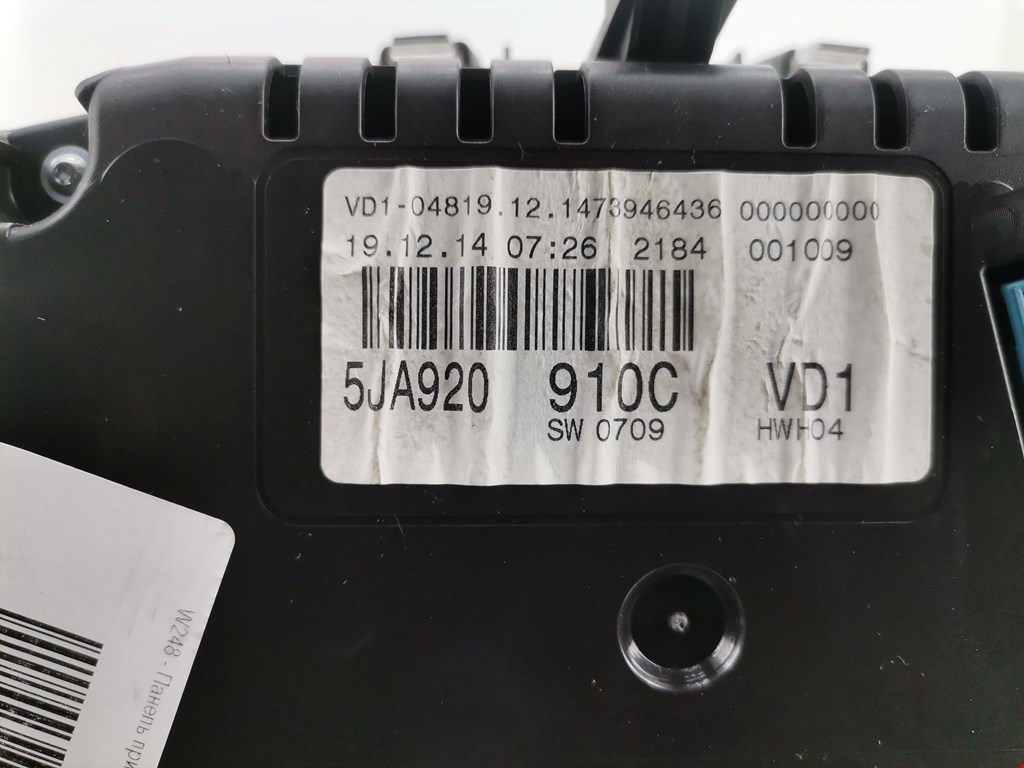 VD1-04819.12.1473946436 000000000
19.12.14 07:26 2184 001009
5JA920 910C VD1
SW 0709 HWH04
W248 - Панель